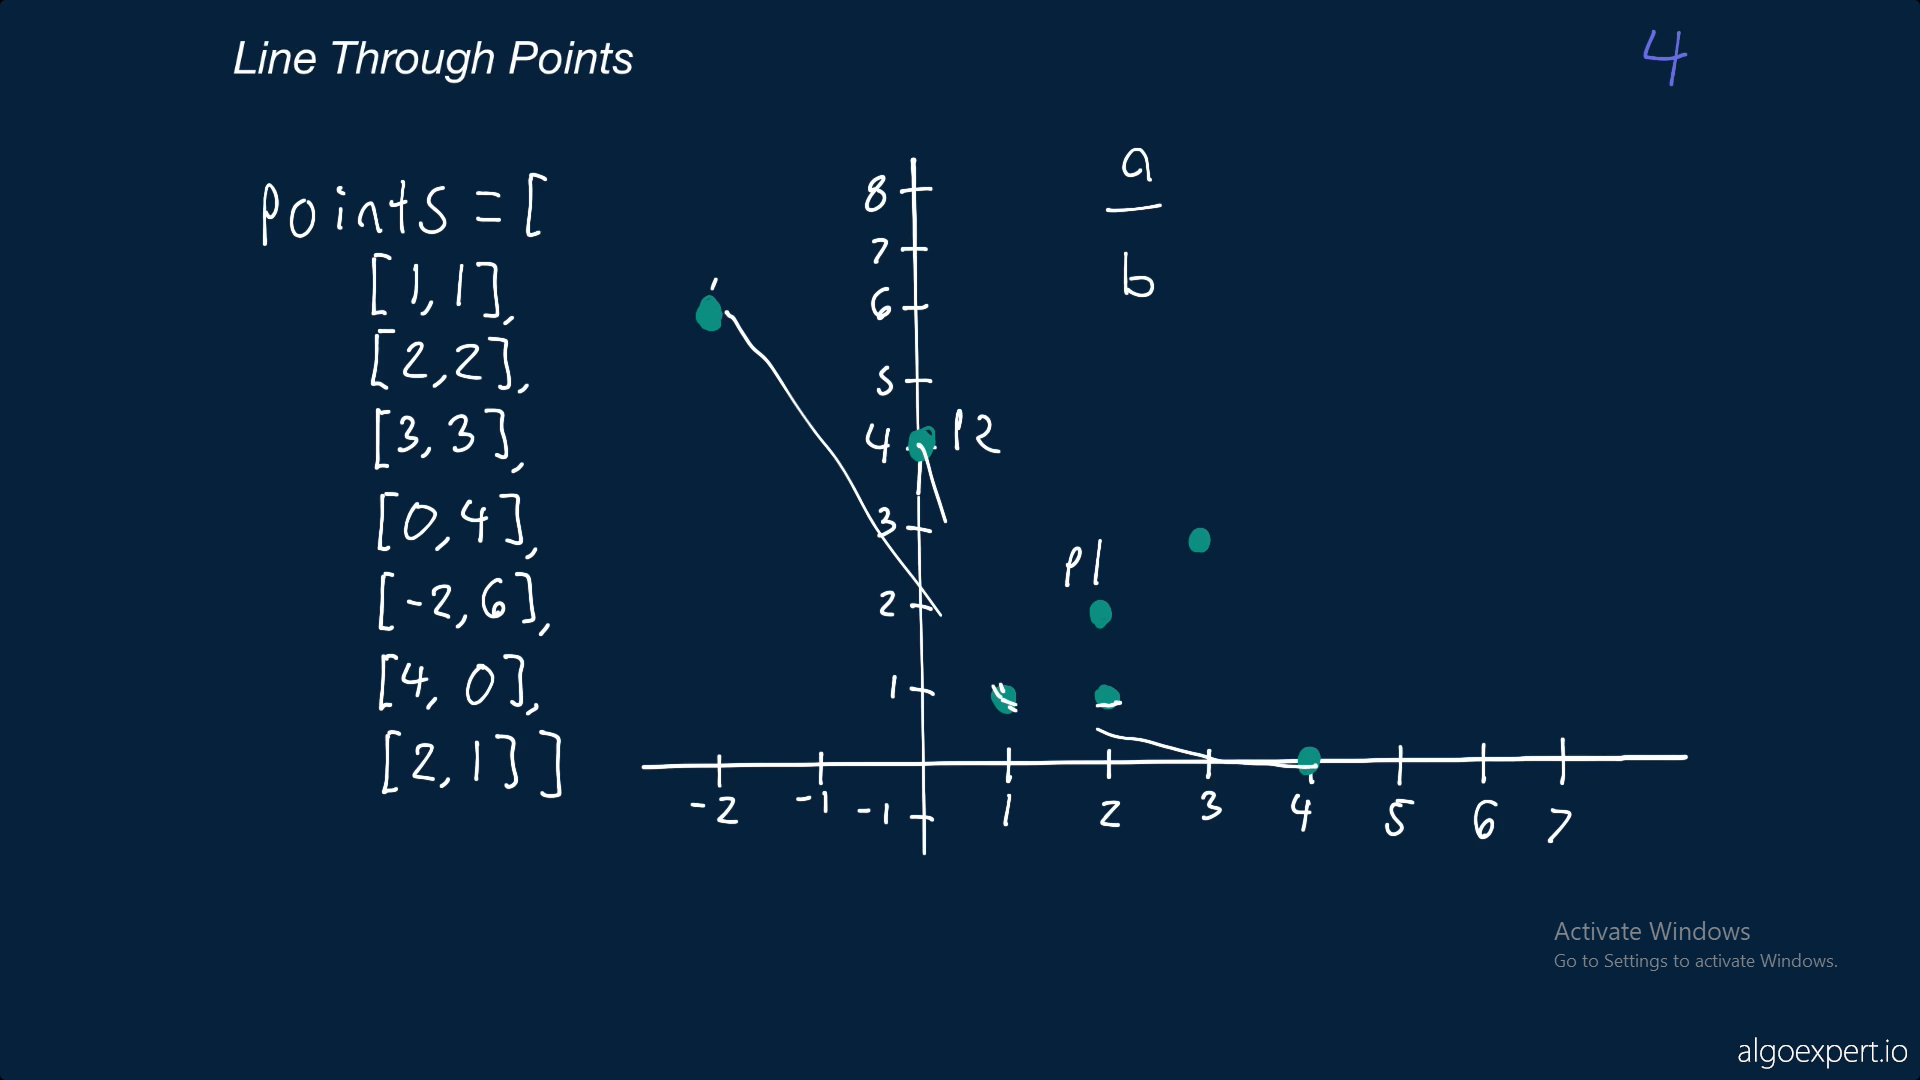 Line Through Points
4
points = [
[1, 1],
[2, 2],
[3, 3],
[0, 4],
[-2, 6],
[4, 0],
[2, 1] ]
a
b
8
7
6
5
4
P2
3
P1
2
1
-2
-1
-1
1
2
3
4
5
6
7
Activate Windows
Go to Settings to activate Windows.
algoexpert.io